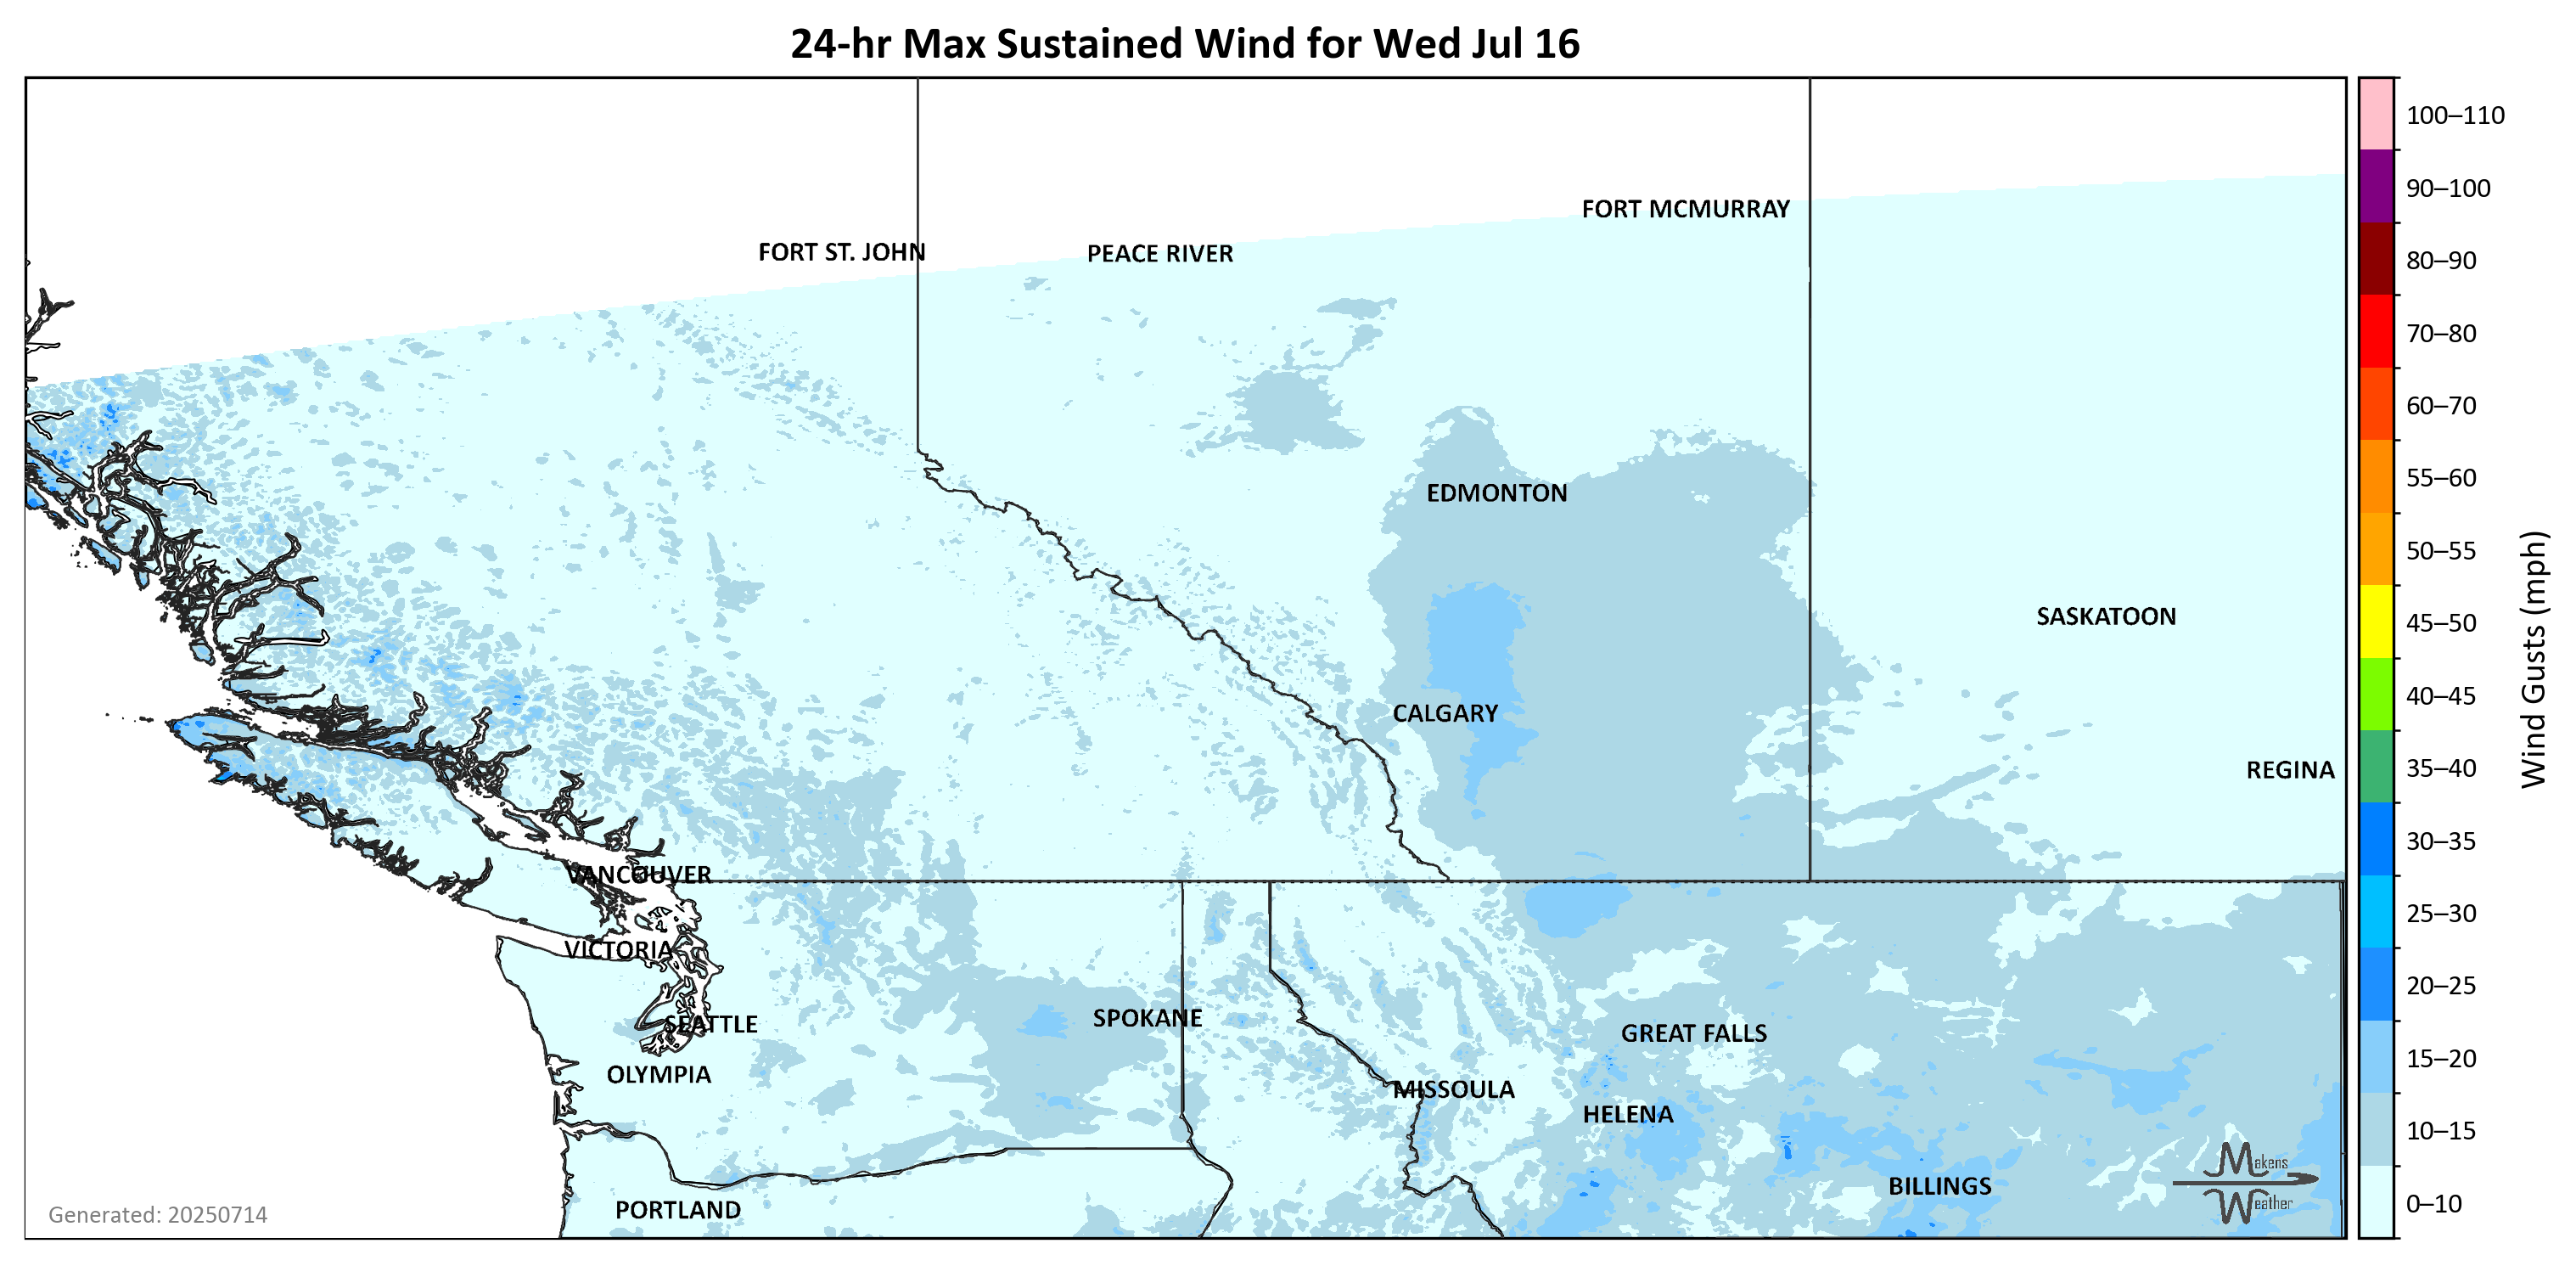 24-hr Max Sustained Wind for Wed Jul 16
100–110
90–100
80–90
70–80
60–70
55–60
50–55
45–50
40–45
35–40
30–35
25–30
20–25
15–20
10–15
0–10
Wind Gusts (mph)
FORT MCMURRAY
FORT ST. JOHN
PEACE RIVER
EDMONTON
SASKATOON
CALGARY
REGINA
VANCOUVER
VICTORIA
SEATTLE
SPOKANE
GREAT FALLS
OLYMPIA
MISSOULA
HELENA
BILLINGS
PORTLAND
Makens
Weather
Generated: 20250714